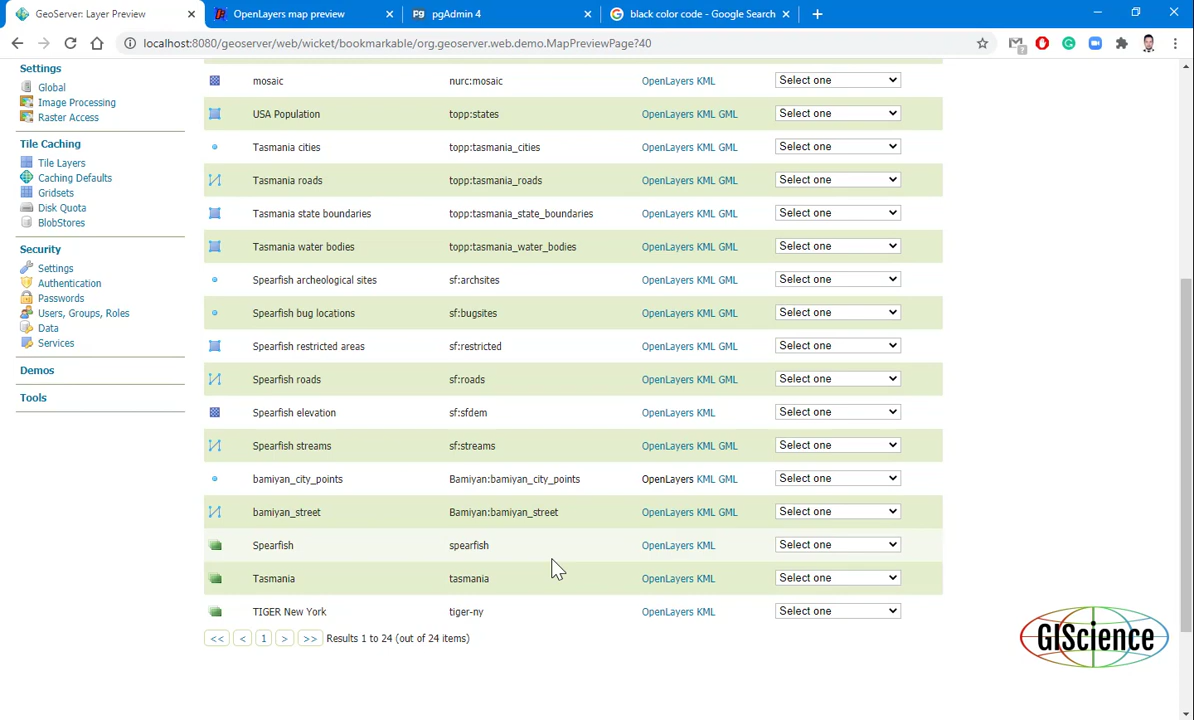 GeoServer: Layer Preview
OpenLayers map preview
Pg pgAdmin 4
black color code - Google Search
localhost:8080/geoserver/web/wicket/bookmarkable/org.geoserver.web.demo.MapPreviewPage?40
Settings
Global
Image Processing
Raster Access
Tile Caching
Tile Layers
Caching Defaults
Gridsets
Disk Quota
BlobStores
Security
Settings
Authentication
Passwords
Users, Groups, Roles
Data
Services
Demos
Tools
mosaic nurc:mosaic OpenLayers KML Select one
USA Population topp:states OpenLayers KML GML Select one
Tasmania cities topp:tasmania_cities OpenLayers KML GML Select one
Tasmania roads topp:tasmania_roads OpenLayers KML GML Select one
Tasmania state boundaries topp:tasmania_state_boundaries OpenLayers KML GML Select one
Tasmania water bodies topp:tasmania_water_bodies OpenLayers KML GML Select one
Spearfish archeological sites sf:archsites OpenLayers KML GML Select one
Spearfish bug locations sf:bugsites OpenLayers KML GML Select one
Spearfish restricted areas sf:restricted OpenLayers KML GML Select one
Spearfish roads sf:roads OpenLayers KML GML Select one
Spearfish elevation sf:sfdem OpenLayers KML Select one
Spearfish streams sf:streams OpenLayers KML GML Select one
bamiyan_city_points Bamiyan:bamiyan_city_points OpenLayers KML GML Select one
bamiyan_street Bamiyan:bamiyan_street OpenLayers KML GML Select one
Spearfish spearfish OpenLayers KML Select one
Tasmania tasmania OpenLayers KML Select one
TIGER New York tiger-ny OpenLayers KML Select one
<< < 1 > >> Results 1 to 24 (out of 24 items)
GIScience